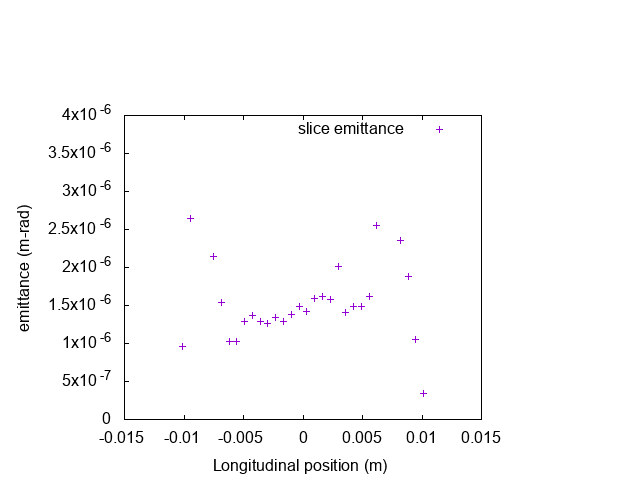 4x10^-6
slice emittance
3.5x10^-6
3x10^-6
2.5x10^-6
2x10^-6
1.5x10^-6
1x10^-6
5x10^-7
0
emittance (m-rad)
-0.015 -0.01 -0.005 0 0.005 0.01 0.015
Longitudinal position (m)